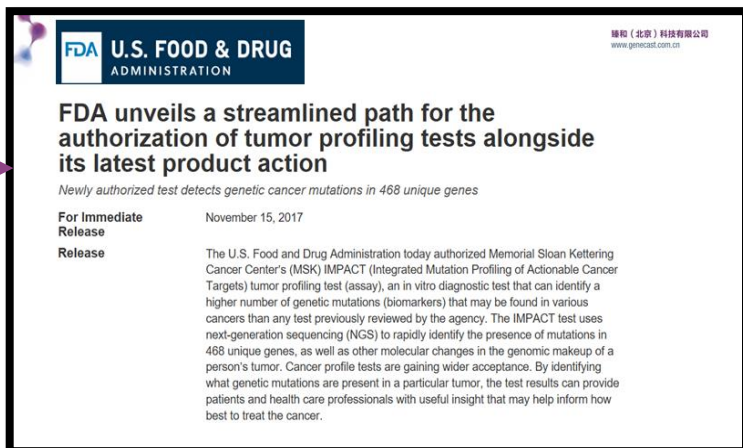 FDA U.S. FOOD & DRUG
ADMINISTRATION
臻和（北京）科技有限公司
www.genecast.com.cn
FDA unveils a streamlined path for the
authorization of tumor profiling tests alongside
its latest product action
Newly authorized test detects genetic cancer mutations in 468 unique genes
For Immediate
Release
November 15, 2017
Release
The U.S. Food and Drug Administration today authorized Memorial Sloan Kettering
Cancer Center's (MSK) IMPACT (Integrated Mutation Profiling of Actionable Cancer
Targets) tumor profiling test (assay), an in vitro diagnostic test that can identify a
higher number of genetic mutations (biomarkers) that may be found in various
cancers than any test previously reviewed by the agency. The IMPACT test uses
next-generation sequencing (NGS) to rapidly identify the presence of mutations in
468 unique genes, as well as other molecular changes in the genomic makeup of a
person's tumor. Cancer profile tests are gaining wider acceptance. By identifying
what genetic mutations are present in a particular tumor, the test results can provide
patients and health care professionals with useful insight that may help inform how
best to treat the cancer.